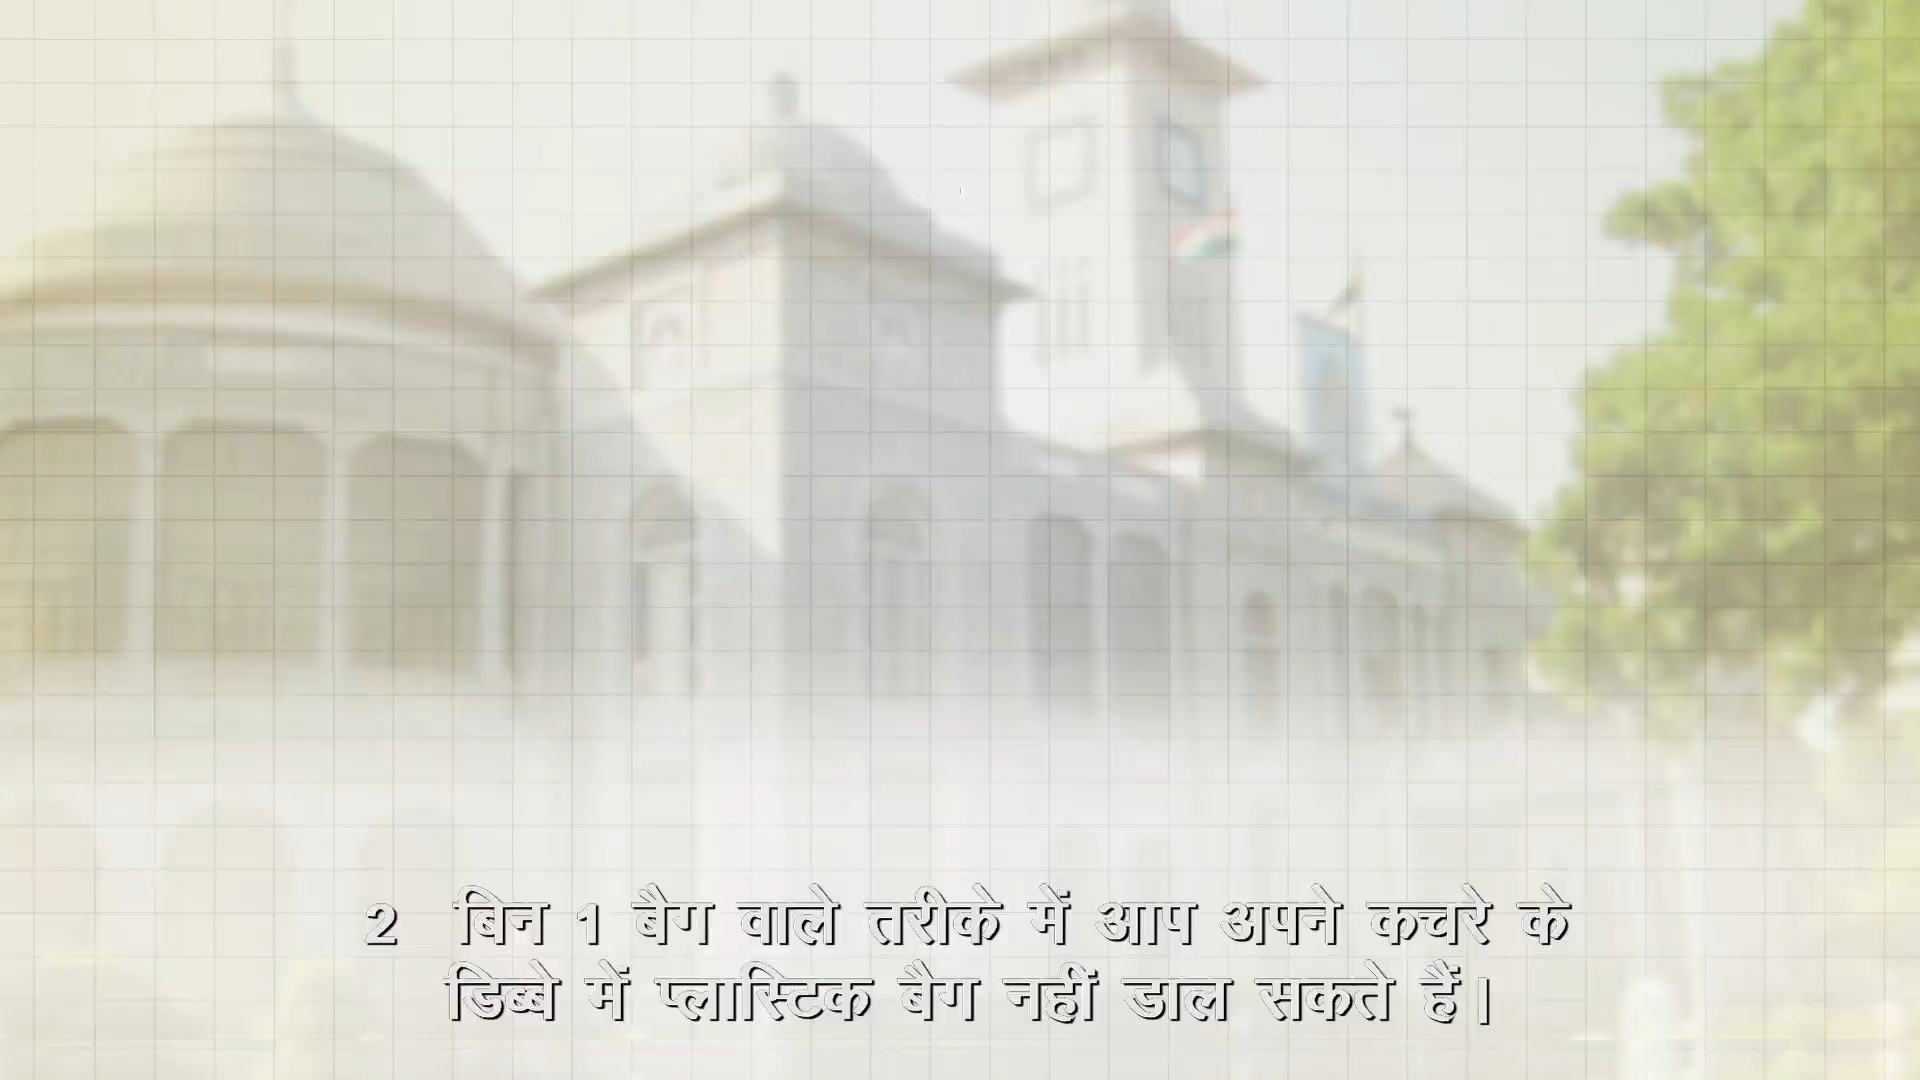 2 बिन 1 बैग वाले तरीके में आप अपने कचरे के
डिब्बे में प्लास्टिक बैग नहीं डाल सकते हैं।